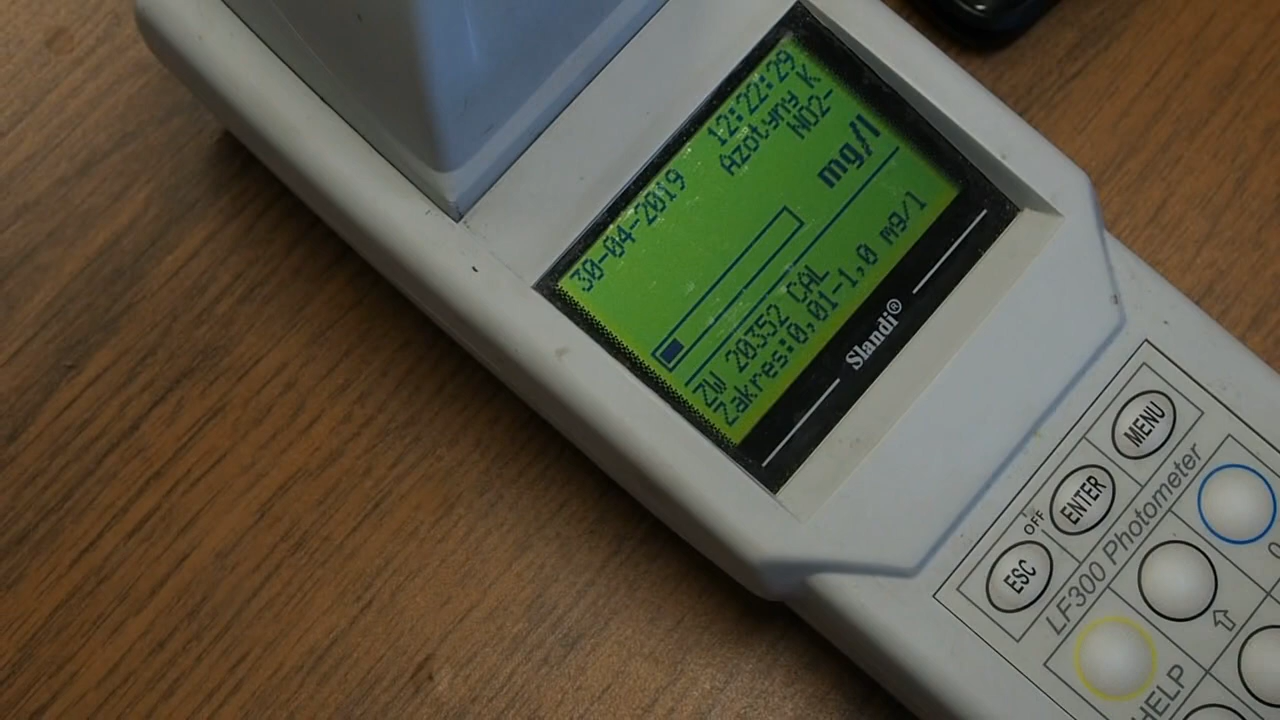 30-04-2019 12:22:29
Azotyny K
NO2-
mg/l
ZW 20352 CAL
Zakres:0,01-1,0 mg/l
Slandi®
MENU
ENTER
OFF
ESC
LF300 Photometer
HELP